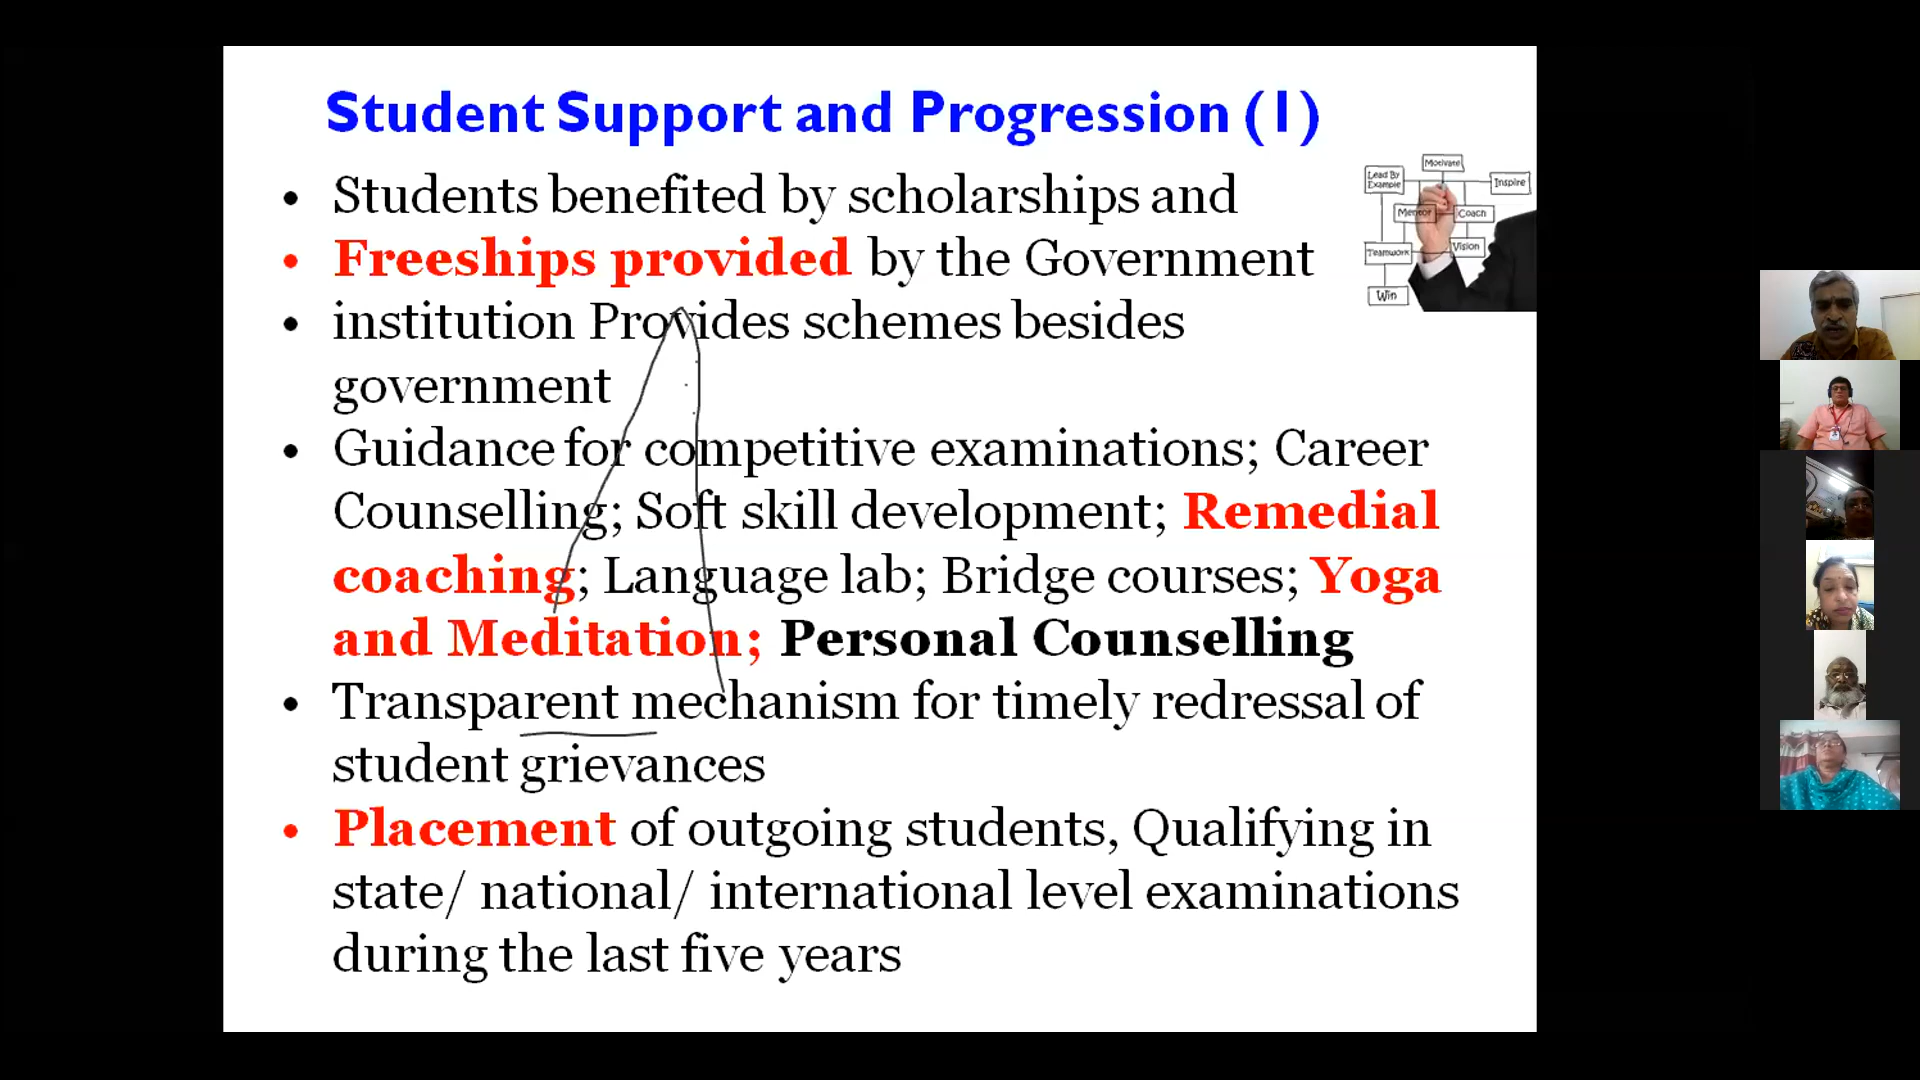 Student Support and Progression (1)
• Students benefited by scholarships and
• Freeships provided by the Government
• institution Provides schemes besides
government
• Guidance for competitive examinations; Career
Counselling; Soft skill development; Remedial
coaching; Language lab; Bridge courses; Yoga
and Meditation; Personal Counselling
• Transparent mechanism for timely redressal of
student grievances
• Placement of outgoing students, Qualifying in
state/ national/ international level examinations
during the last five years
Motivate
Lead By
Example
Inspire
Mentor
Coach
Teamwork
Vision
Win